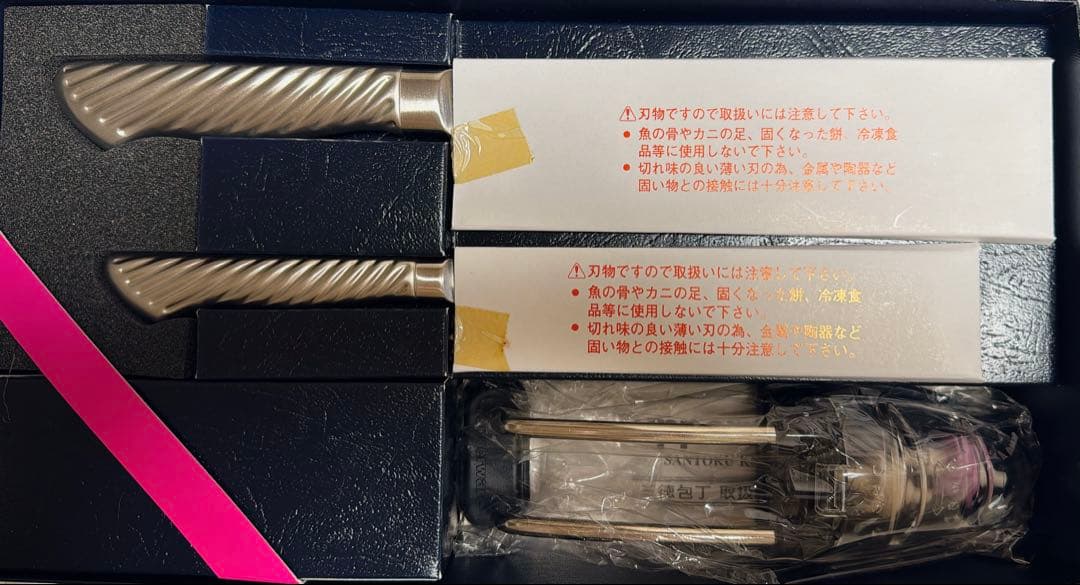 ⚠刃物ですので取扱いには注意して下さい。
● 魚の骨やカニの足、固くなった餅、冷凍食
品等に使用しないで下さい。
● 切れ味の良い薄い刃の為、金属や陶器など
固い物との接触には十分注意して下さい。
⚠刃物ですので取扱いには注意して下さい。
● 魚の骨やカニの足、固くなった餅、冷凍食
品等に使用しないで下さい。
● 切れ味の良い薄い刃の為、金属や陶器など
固い物との接触には十分注意して下さい。
SANTOKU
徳包丁 取扱